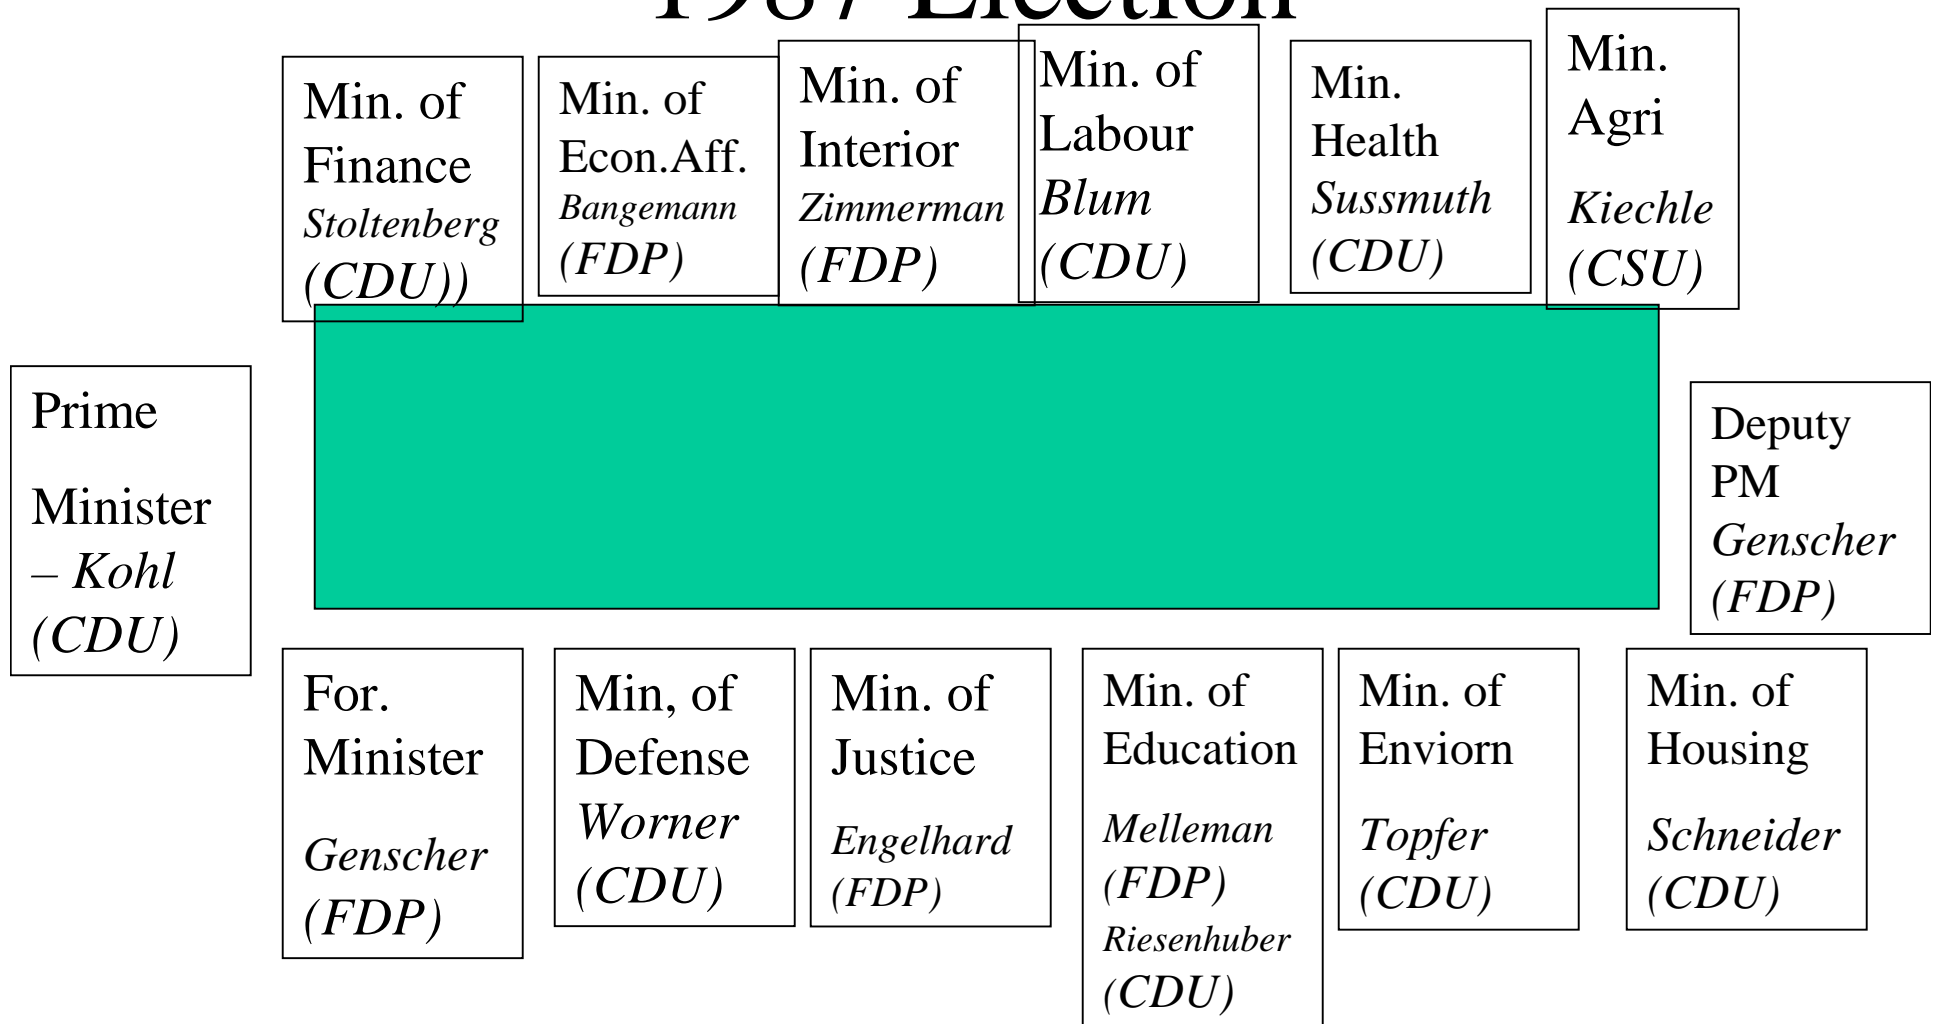 1987 Election
Min. of
Finance
Stoltenberg
(CDU))
Min. of
Econ.Aff.
Bangemann
(FDP)
Min. of
Interior
Zimmerman
(FDP)
Min. of
Labour
Blum
(CDU)
Min.
Health
Sussmuth
(CDU)
Min.
Agri
Kiechle
(CSU)
Prime
Minister
– Kohl
(CDU)
Deputy
PM
Genscher
(FDP)
For.
Minister
Genscher
(FDP)
Min, of
Defense
Worner
(CDU)
Min. of
Justice
Engelhard
(FDP)
Min. of
Education
Melleman
(FDP)
Riesenhuber
(CDU)
Min. of
Enviorn
Topfer
(CDU)
Min. of
Housing
Schneider
(CDU)